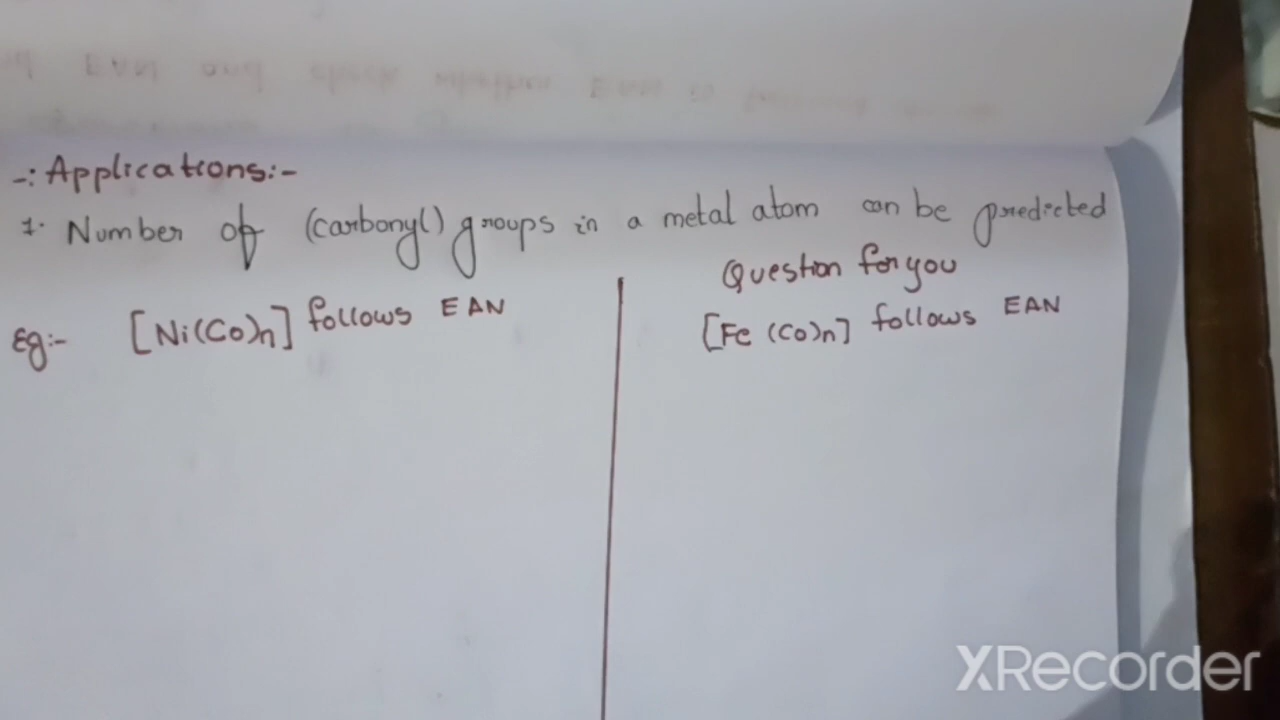 -: Applications:-
1. Number of (carbonyl) groups in a metal atom can be predicted
Eg:- [Ni(Co)n] follows EAN
Question for you
[Fe (Co)n] follows EAN
XRecorder